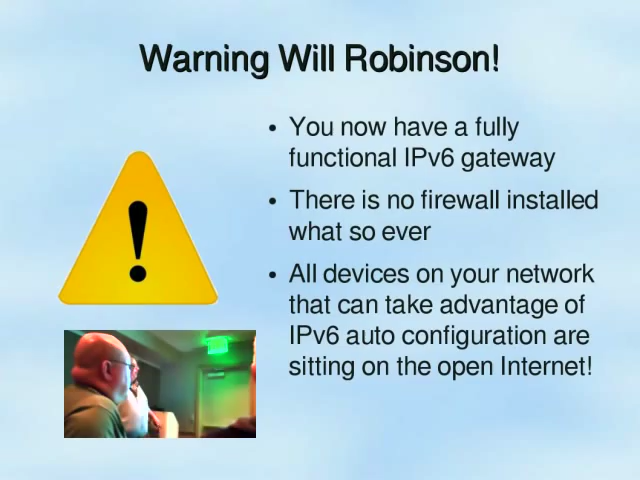 Warning Will Robinson!
• You now have a fully
functional IPv6 gateway
• There is no firewall installed
what so ever
• All devices on your network
that can take advantage of
IPv6 auto configuration are
sitting on the open Internet!